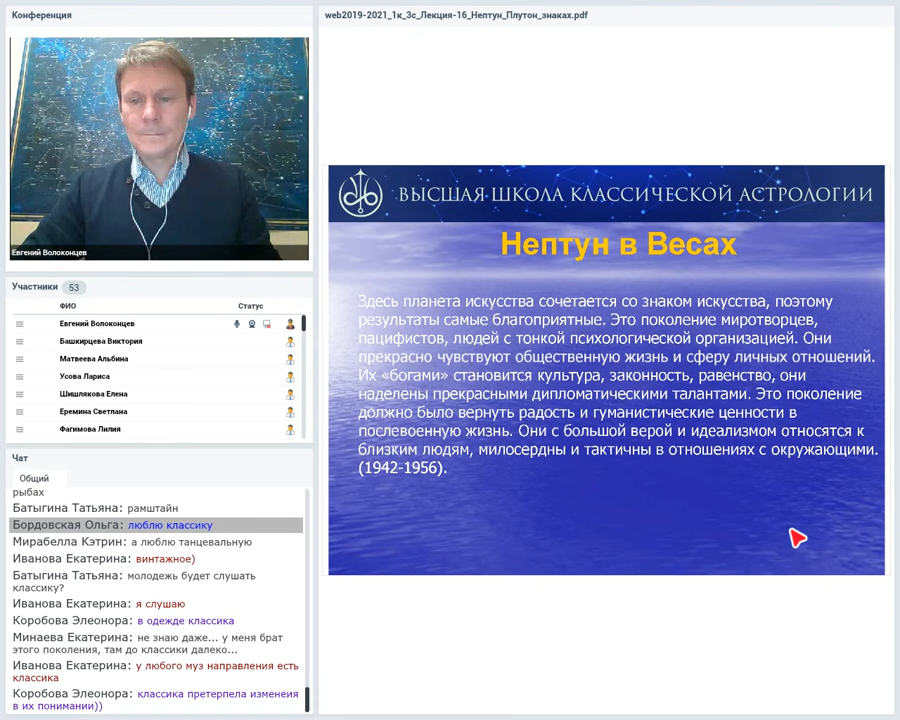 Конференция
Евгений Волоконцев
Участники 53
ФИО Статус
Евгений Волоконцев
Башкирцева Виктория
Матвеева Альбина
Усова Лариса
Шишлякова Елена
Еремина Светлана
Фагимова Лилия
Чат
Общий
рыбах
Батыгина Татьяна: рамштайн
Бордовская Ольга: люблю классику
Мирабелла Кэтрин: а люблю танцевальную
Иванова Екатерина: винтажное)
Батыгина Татьяна: молодежь будет слушать
классику?
Иванова Екатерина: я слушаю
Коробова Элеонора: в одежде классика
Минаева Екатерина: не знаю даже... у меня брат
этого поколения, там до классики далеко...
Иванова Екатерина: у любого муз направления есть
классика
Коробова Элеонора: классика претерпела изменеия
в их понимании))
web2019-2021_1к_3с_Лекция-16_Нептун_Плутон_знаках.pdf
ВЫСШАЯ ШКОЛА КЛАССИЧЕСКОЙ АСТРОЛОГИИ
Нептун в Весах
Здесь планета искусства сочетается со знаком искусства, поэтому
результаты самые благоприятные. Это поколение миротворцев,
пацифистов, людей с тонкой психологической организацией. Они
прекрасно чувствуют общественную жизнь и сферу личных отношений.
Их «богами» становится культура, законность, равенство, они
наделены прекрасными дипломатическими талантами. Это поколение
должно было вернуть радость и гуманистические ценности в
послевоенную жизнь. Они с большой верой и идеализмом относятся к
близким людям, милосердны и тактичны в отношениях с окружающими.
(1942-1956).